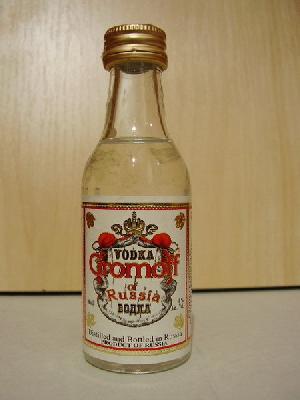 VODKA
Gromoff
of
Russia
ВОДКА
Distilled and Bottled in Russia
PRODUCT OF RUSSIA